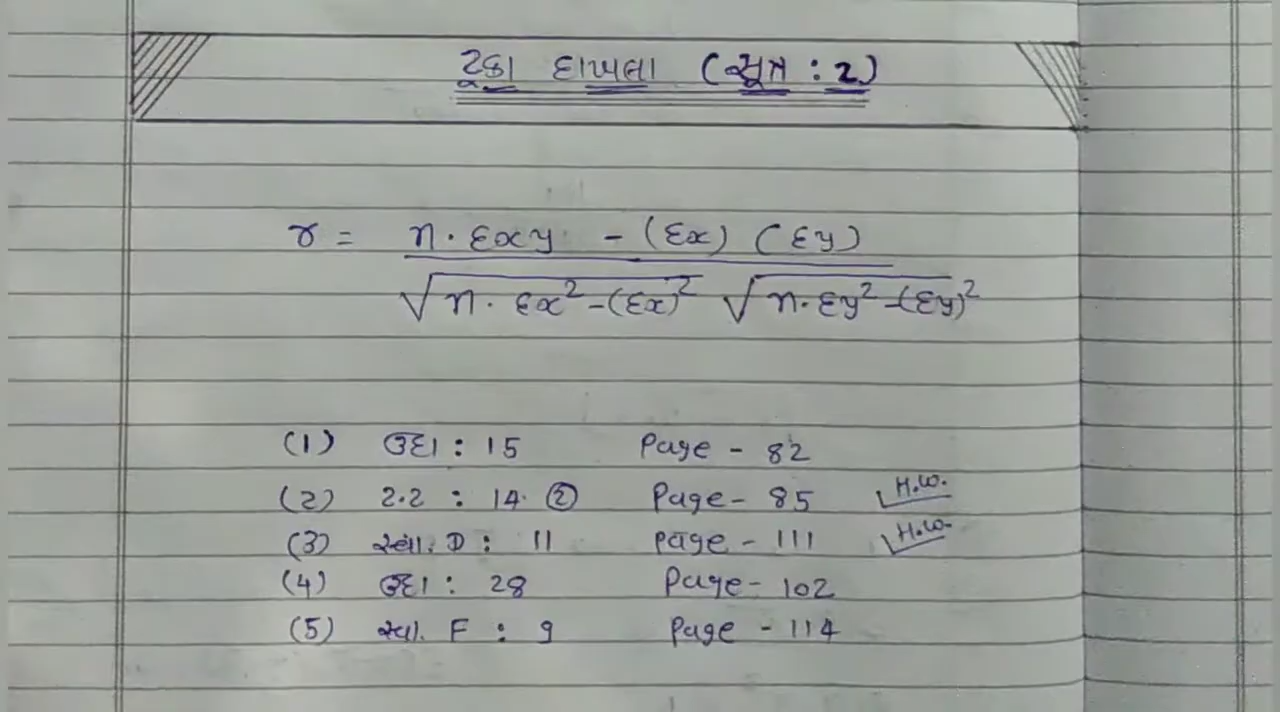 ટૂંકા દાખલા (સૂત્ર : 2)
r = n · Σxy - (Σx) (Σy)
√n · Σx² - (Σx)² √n · Σy² - (Σy)²
(1) ઉદા : 15 Page - 82
(2) 2.2 : 14. ② Page - 85 H.W.
(3) સ્વા. D : 11 Page - 111 H.W.
(4) ઉદા : 28 Page - 102
(5) સ્વા. F : 9 Page - 114